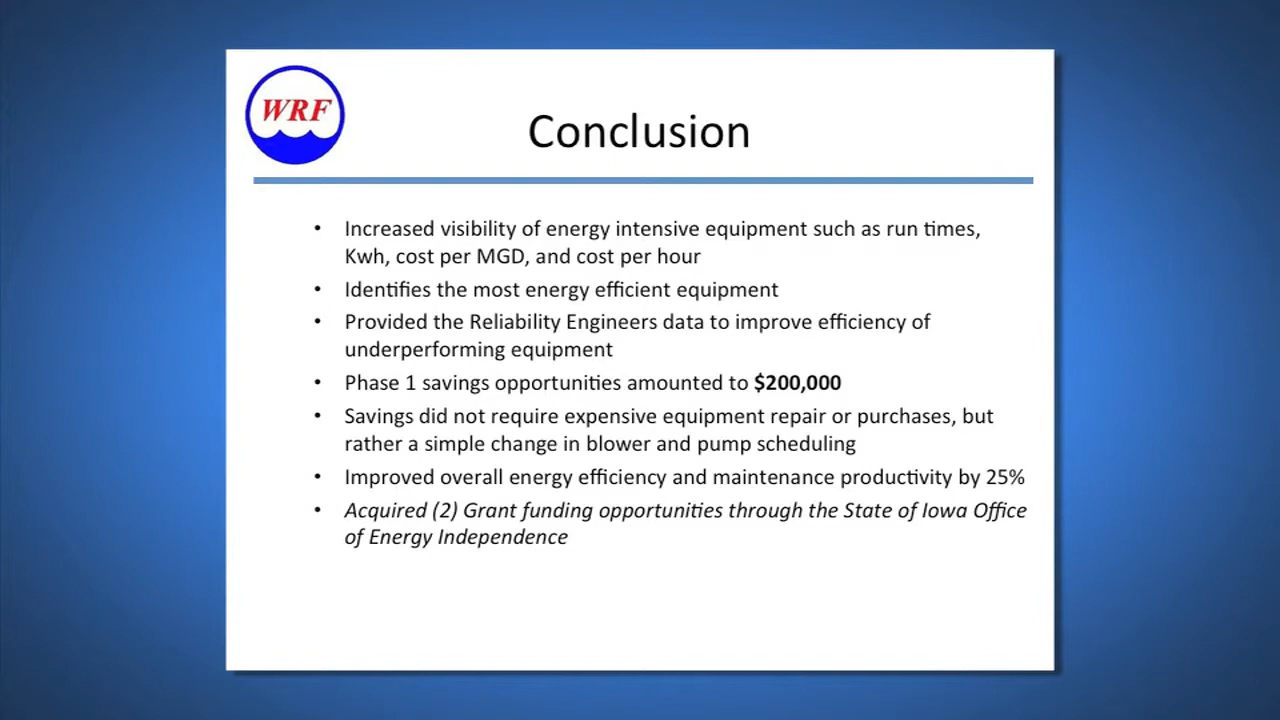 WRF
Conclusion
• Increased visibility of energy intensive equipment such as run times,
Kwh, cost per MGD, and cost per hour
• Identifies the most energy efficient equipment
• Provided the Reliability Engineers data to improve efficiency of
underperforming equipment
• Phase 1 savings opportunities amounted to $200,000
• Savings did not require expensive equipment repair or purchases, but
rather a simple change in blower and pump scheduling
• Improved overall energy efficiency and maintenance productivity by 25%
• Acquired (2) Grant funding opportunities through the State of Iowa Office
of Energy Independence